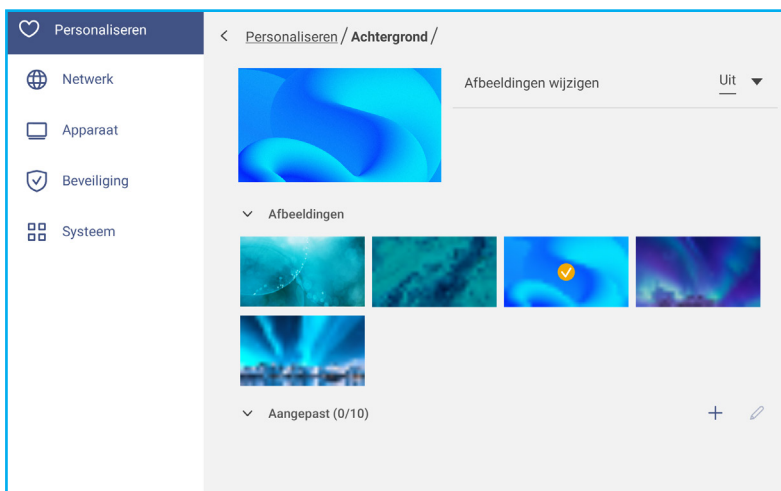 Personaliseren
Netwerk
Apparaat
Beveiliging
Systeem
Personaliseren / Achtergrond /
Afbeeldingen wijzigen Uit
Afbeeldingen
Aangepast (0/10)